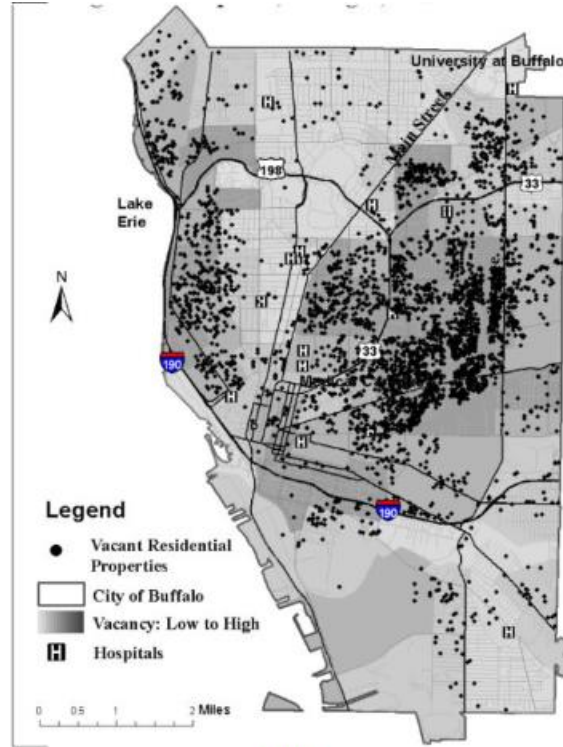 University at Buffalo
H
H
Main Street
198
33
Lake
Erie
H
H
H
H
H
N
33
H
H
190
H
H
190
Legend
Vacant Residential
Properties
City of Buffalo
Vacancy: Low to High
H Hospitals
H
0 0.5 1 2 Miles